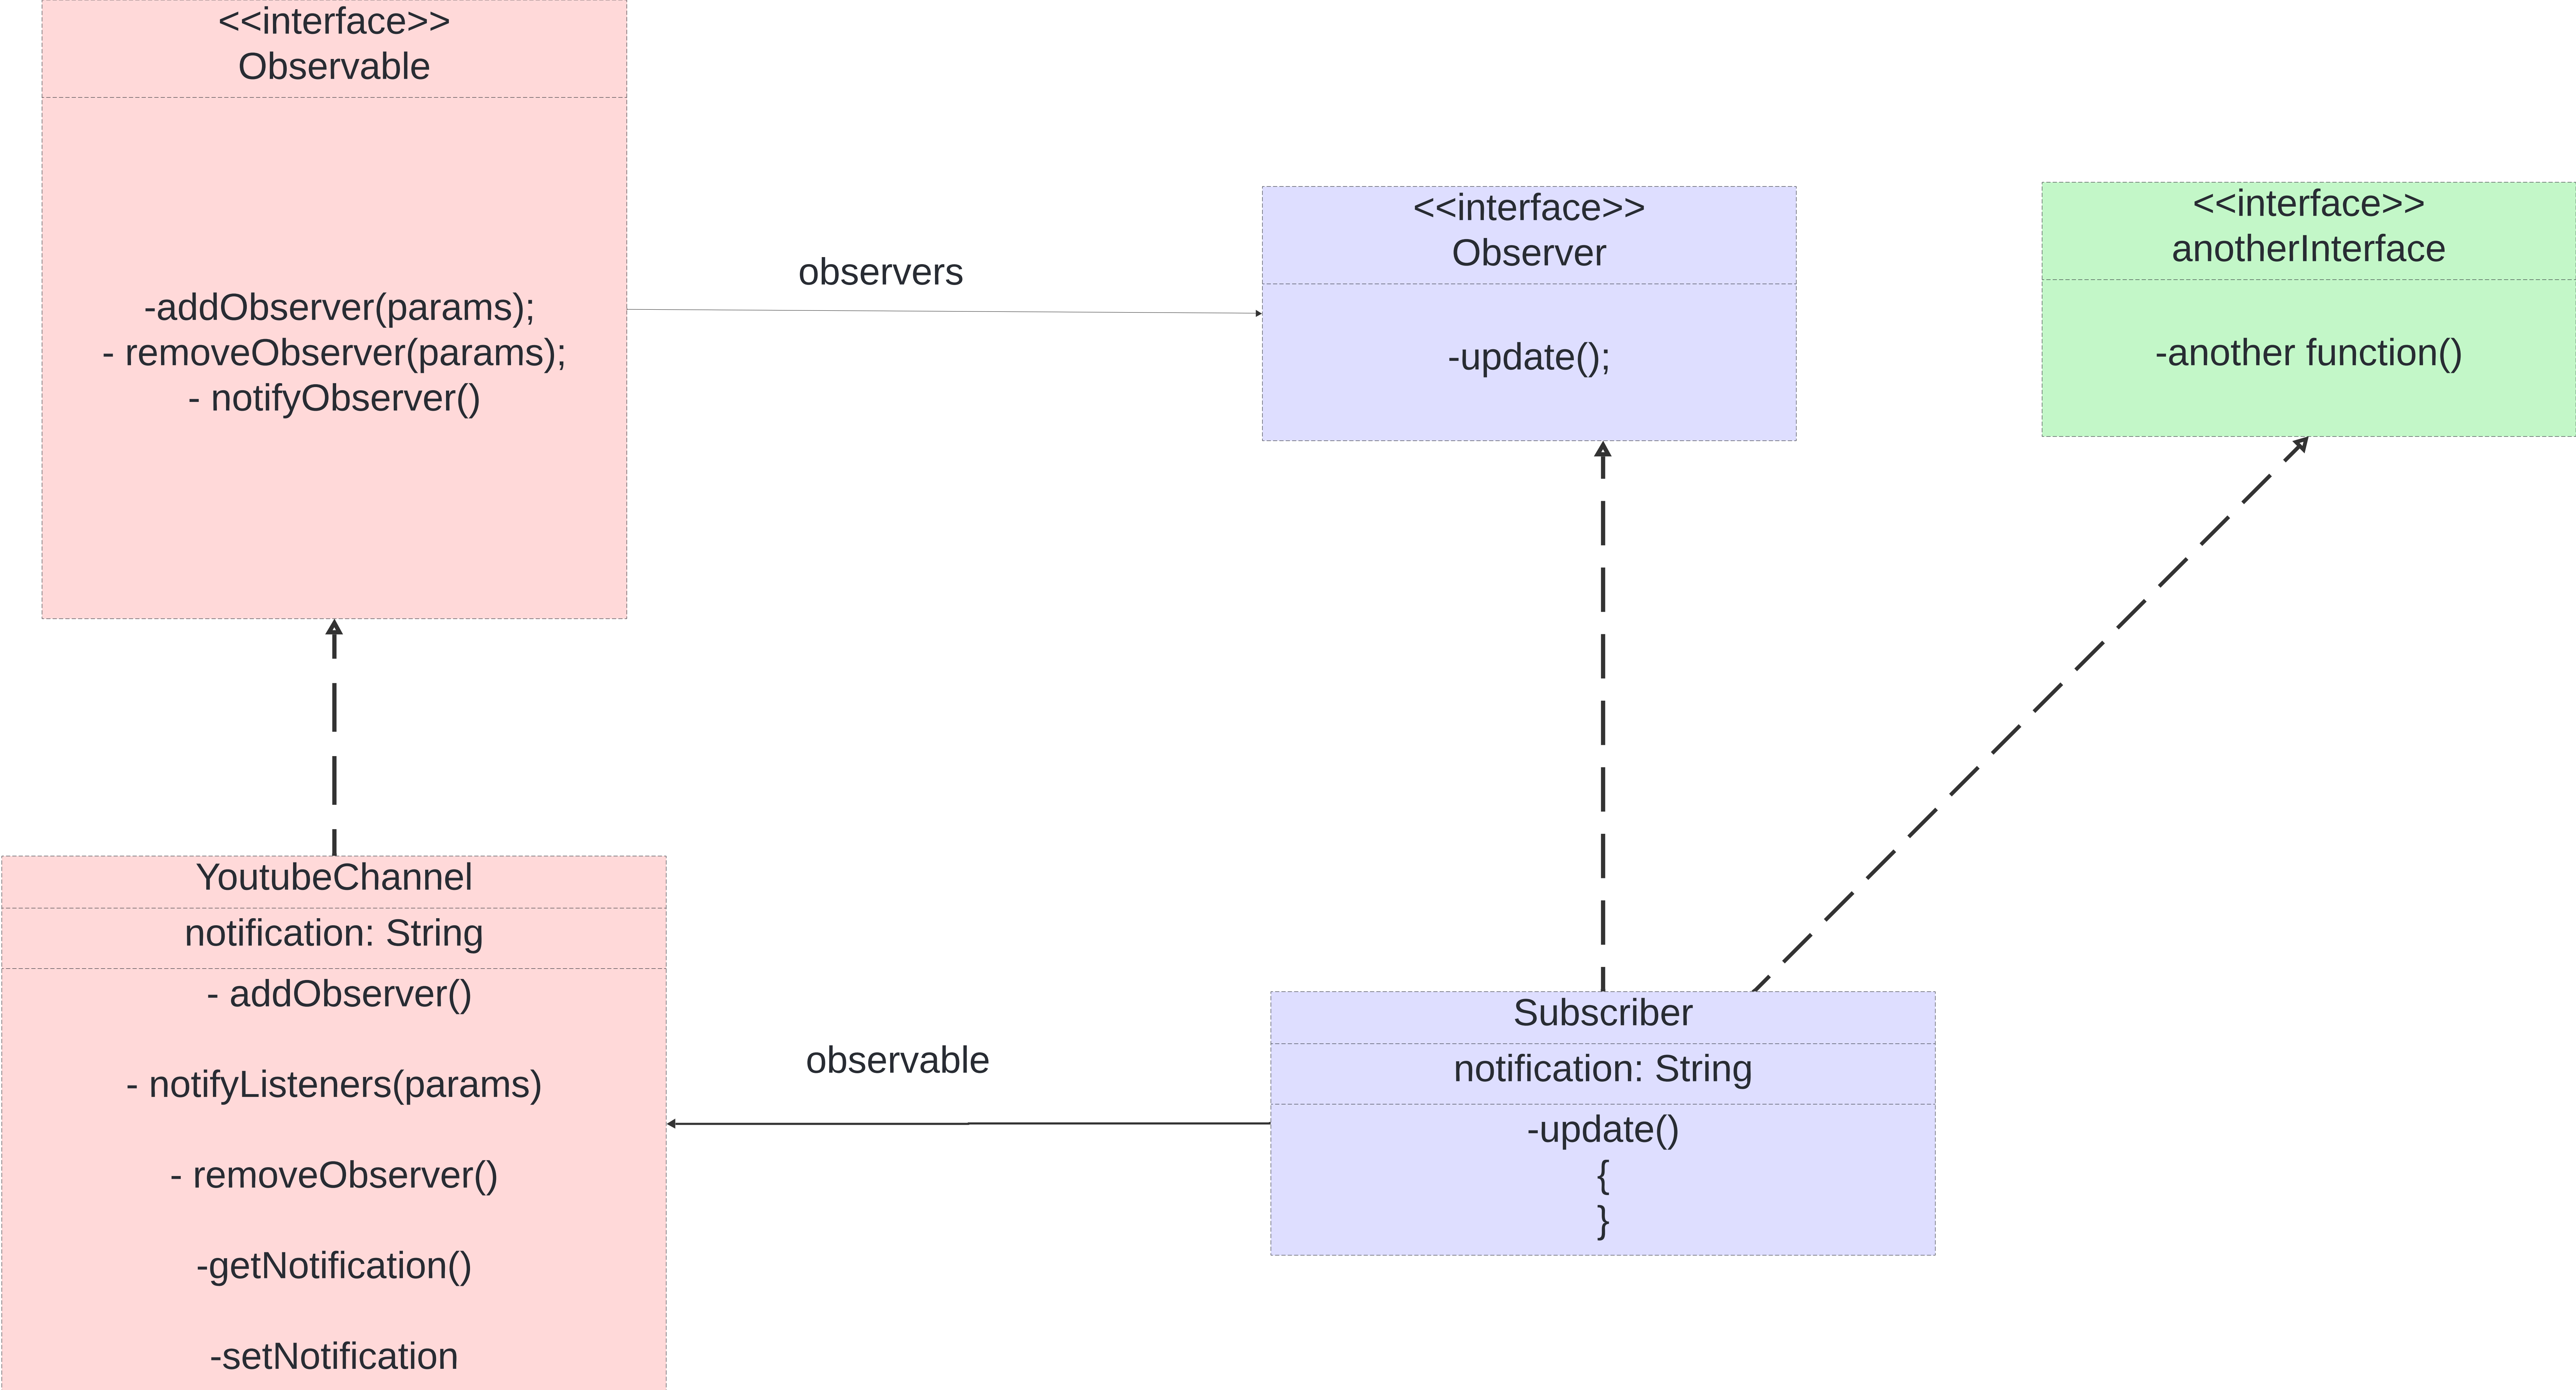 <<interface>>
Observable
-addObserver(params);
- removeObserver(params);
- notifyObserver()
observers
<<interface>>
Observer
-update();
<<interface>>
anotherInterface
-another function()
YoutubeChannel
notification: String
- addObserver()
- notifyListeners(params)
- removeObserver()
-getNotification()
-setNotification
observable
Subscriber
notification: String
-update()
{
}